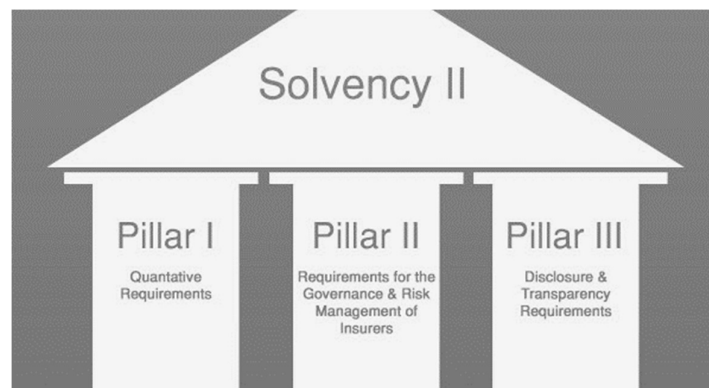 Solvency II
Pillar I
Quantative
Requirements
Pillar II
Requirements for the
Governance & Risk
Management of
Insurers
Pillar III
Disclosure &
Transparency
Requirements